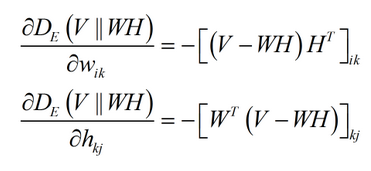 ∂D_E (V ∥ WH) / ∂w_ik = −[(V − WH) H^T]_ik
∂D_E (V ∥ WH) / ∂h_kj = −[W^T (V − WH)]_kj